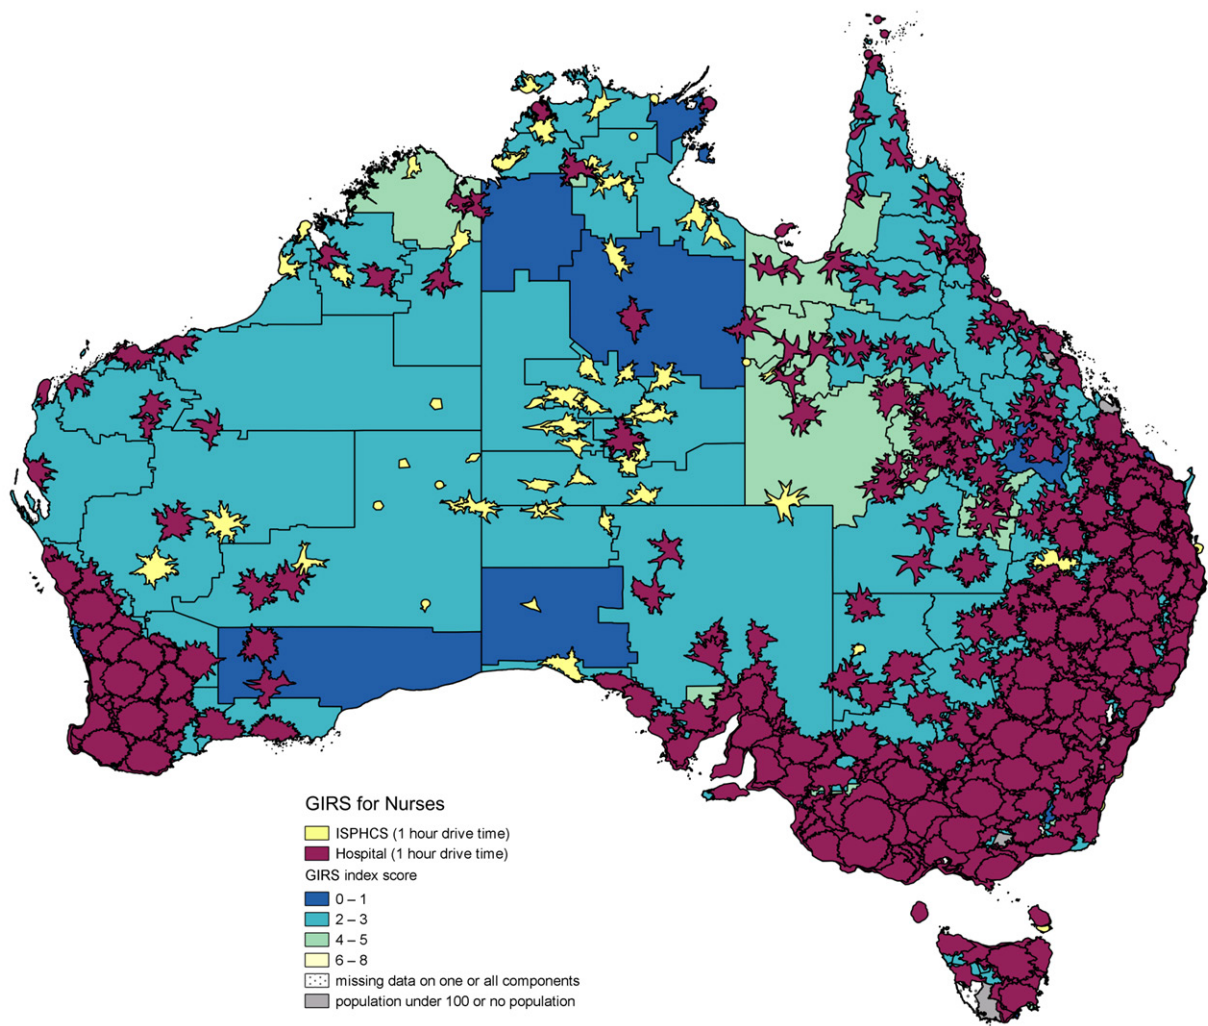 GIRS for Nurses
ISPHCS (1 hour drive time)
Hospital (1 hour drive time)
GIRS index score
0 – 1
2 – 3
4 – 5
6 – 8
missing data on one or all components
population under 100 or no population